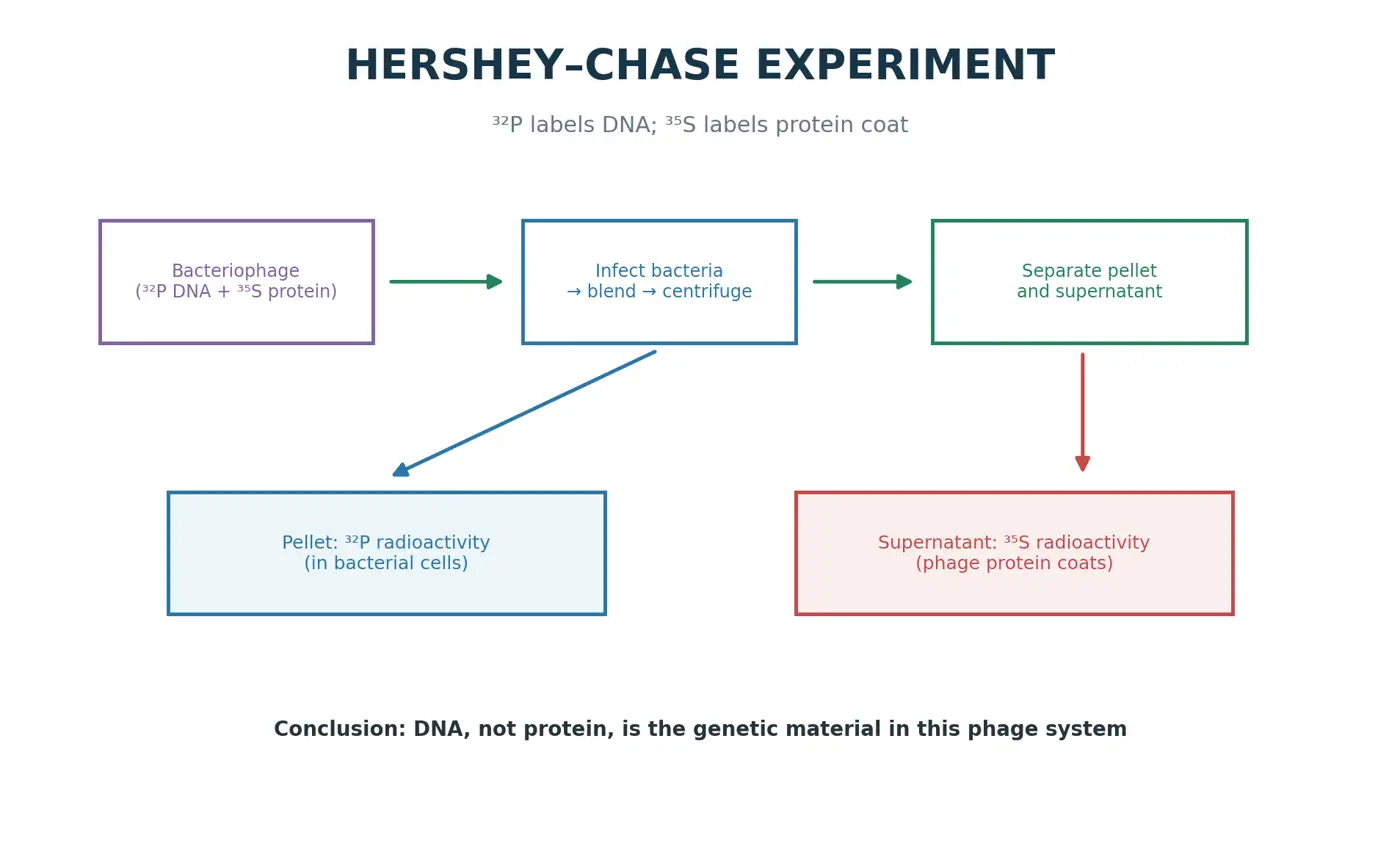 HERSHEY–CHASE EXPERIMENT
³²P labels DNA; ³⁵S labels protein coat
Bacteriophage
(³²P DNA + ³⁵S protein)
Infect bacteria
→ blend → centrifuge
Separate pellet
and supernatant
Pellet: ³²P radioactivity
(in bacterial cells)
Supernatant: ³⁵S radioactivity
(phage protein coats)
Conclusion: DNA, not protein, is the genetic material in this phage system